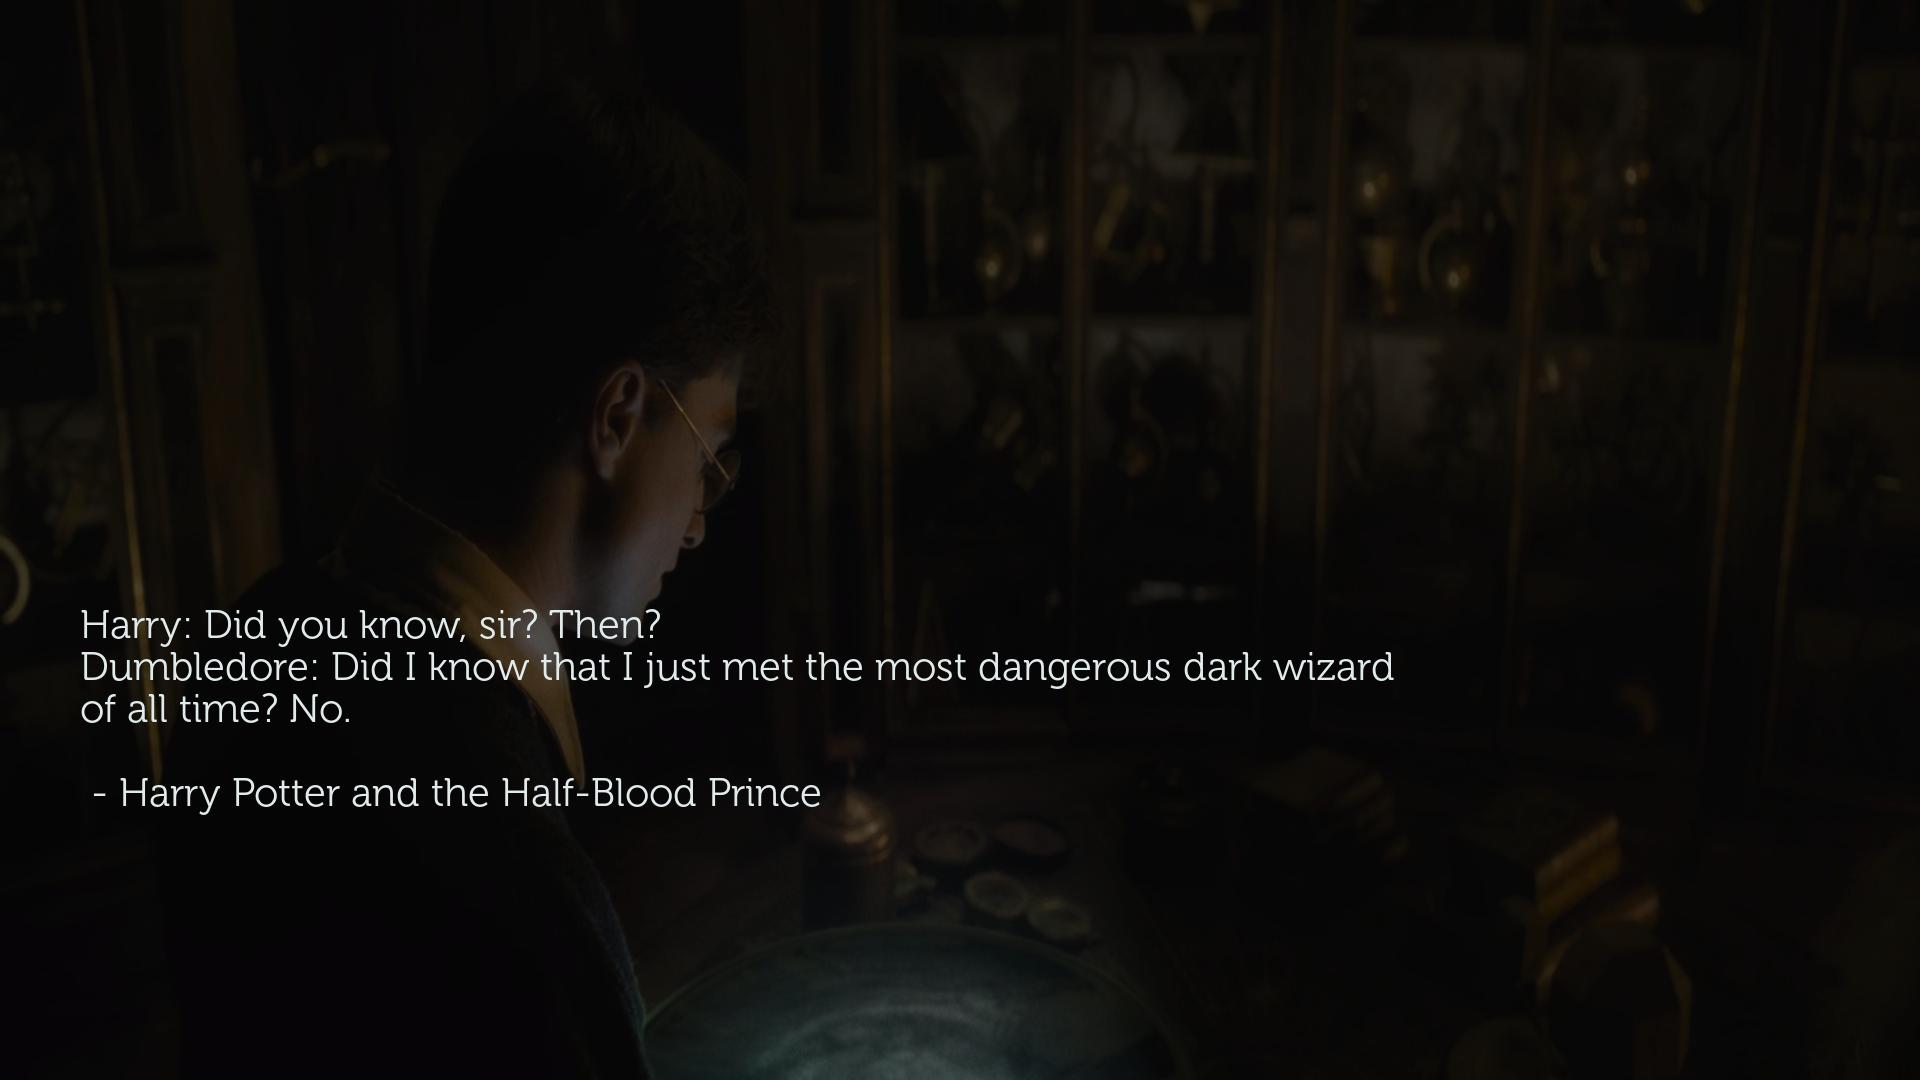 Harry: Did you know, sir? Then?
Dumbledore: Did I know that I just met the most dangerous dark wizard
of all time? No.
- Harry Potter and the Half-Blood Prince